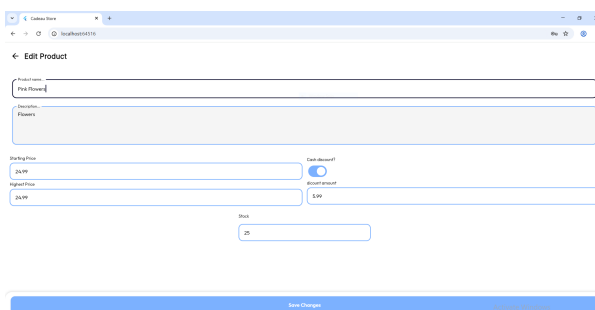 Cadeau Store
localhost:64516
Edit Product
Product name...
Pink Flowers
Description...
Flowers
Starting Price
24.99
Cash discount?
Highest Price
24.99
discount amount
5.99
Stock
25
Save Changes